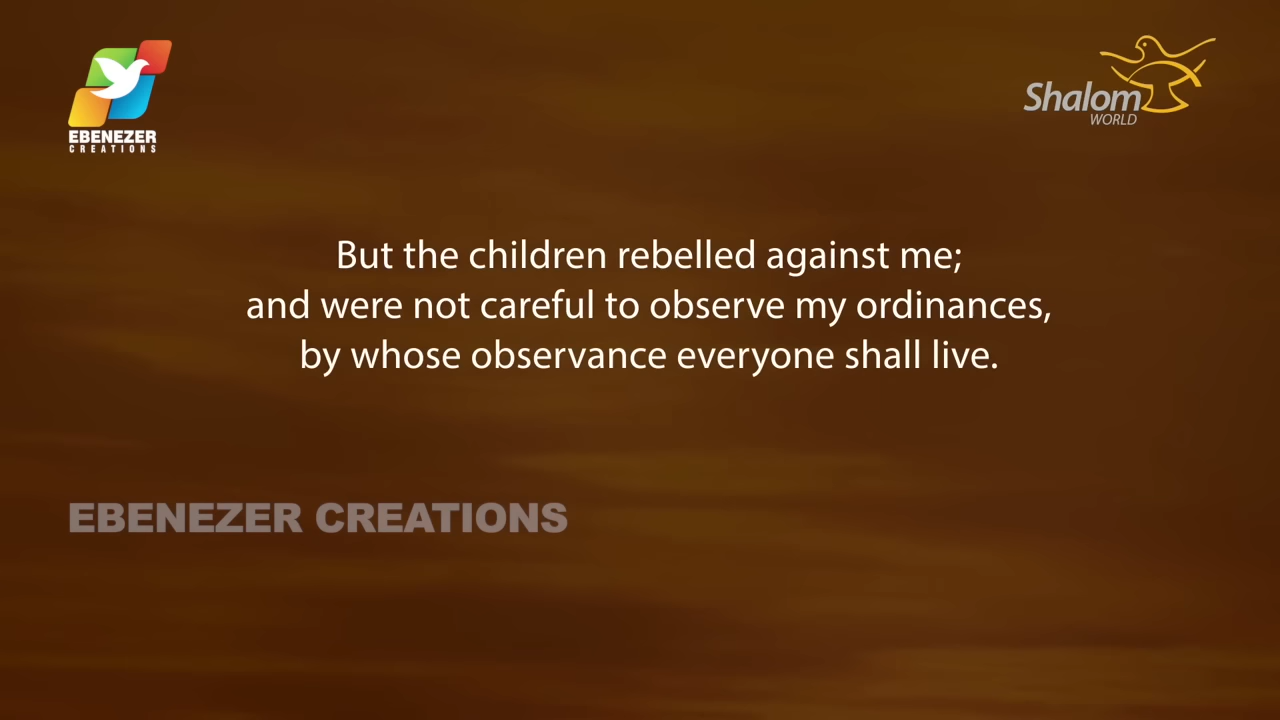 EBENEZER
CREATIONS
Shalom
WORLD
But the children rebelled against me;
and were not careful to observe my ordinances,
by whose observance everyone shall live.
EBENEZER CREATIONS